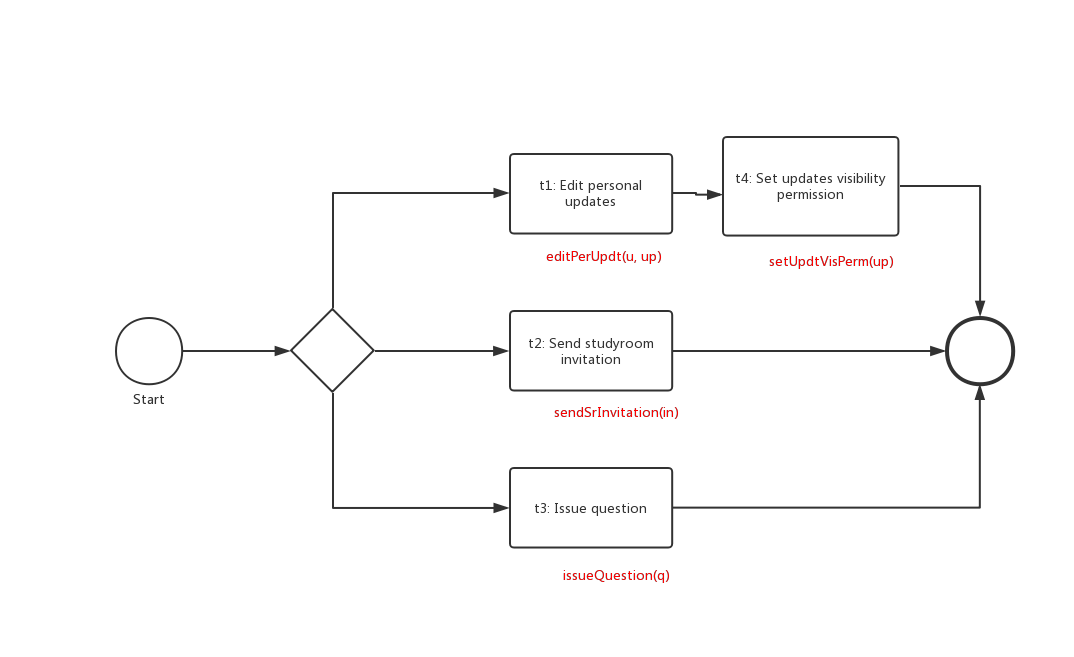 t1: Edit personal
updates
editPerUpdt(u, up)
t4: Set updates visibility
permission
setUpdtVisPerm(up)
Start
t2: Send studyroom
invitation
sendSrInvitation(in)
t3: Issue question
issueQuestion(q)